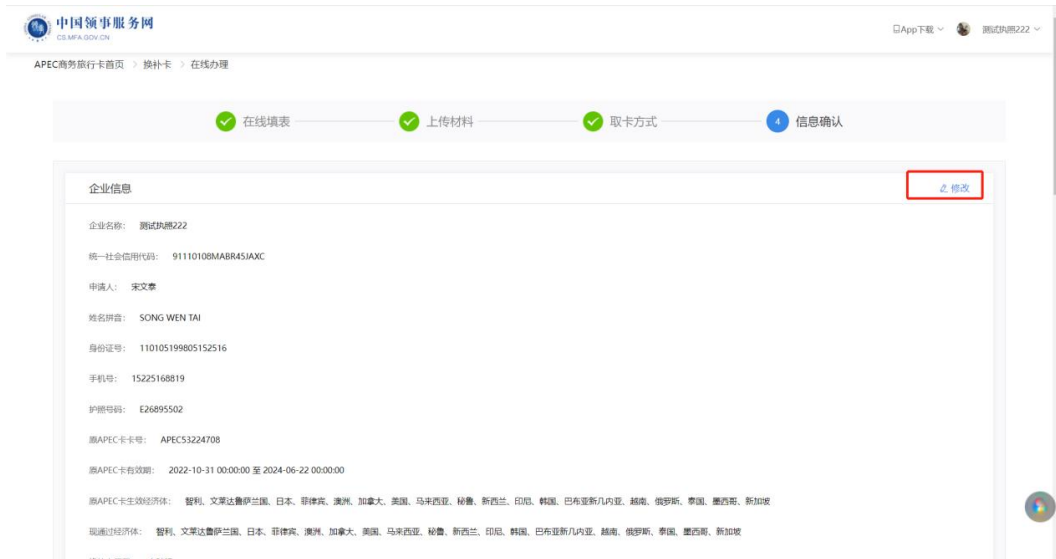 中国领事服务网
CS.MFA.GOV.CN
App下载 测试执照222
APEC商务旅行卡首页 > 换补卡 > 在线办理
在线填表 上传材料 取卡方式 4 信息确认
企业信息 修改
企业名称: 测试执照222
统一社会信用代码: 91110108MABR45JAXC
申请人: 宋文泰
姓名拼音: SONG WEN TAI
身份证号: 110105199805152516
手机号: 15225168819
护照号码: E26895502
原APEC卡卡号: APEC53224708
原APEC卡有效期: 2022-10-31 00:00:00 至 2024-06-22 00:00:00
原APEC卡生效经济体: 智利、文莱达鲁萨兰国、日本、菲律宾、澳洲、加拿大、美国、马来西亚、秘鲁、新西兰、印尼、韩国、巴布亚新几内亚、越南、俄罗斯、泰国、墨西哥、新加坡
现通过经济体: 智利、文莱达鲁萨兰国、日本、菲律宾、澳洲、加拿大、美国、马来西亚、秘鲁、新西兰、印尼、韩国、巴布亚新几内亚、越南、俄罗斯、泰国、墨西哥、新加坡